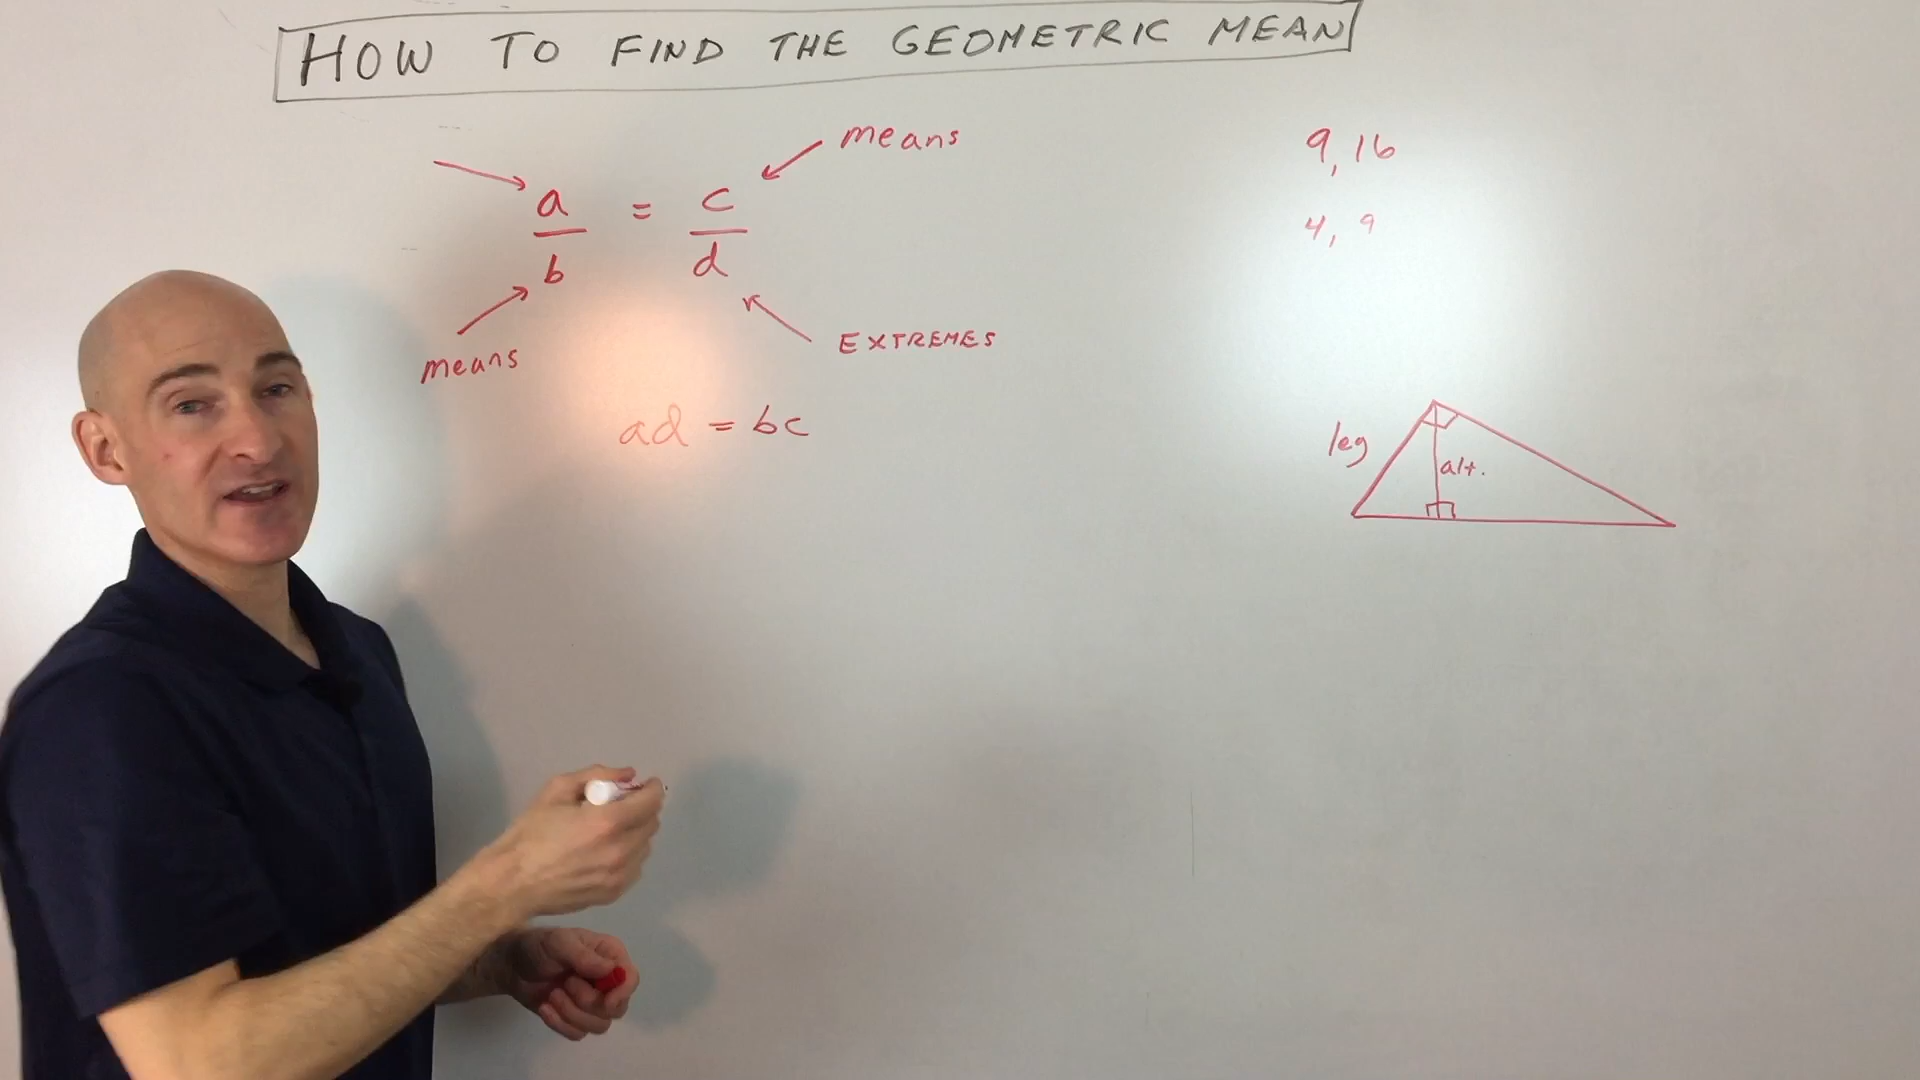 HOW TO FIND THE GEOMETRIC MEAN
means
a = c
b d
means
EXTREMES
ad = bc
9, 16
4, 9
leg
alt.